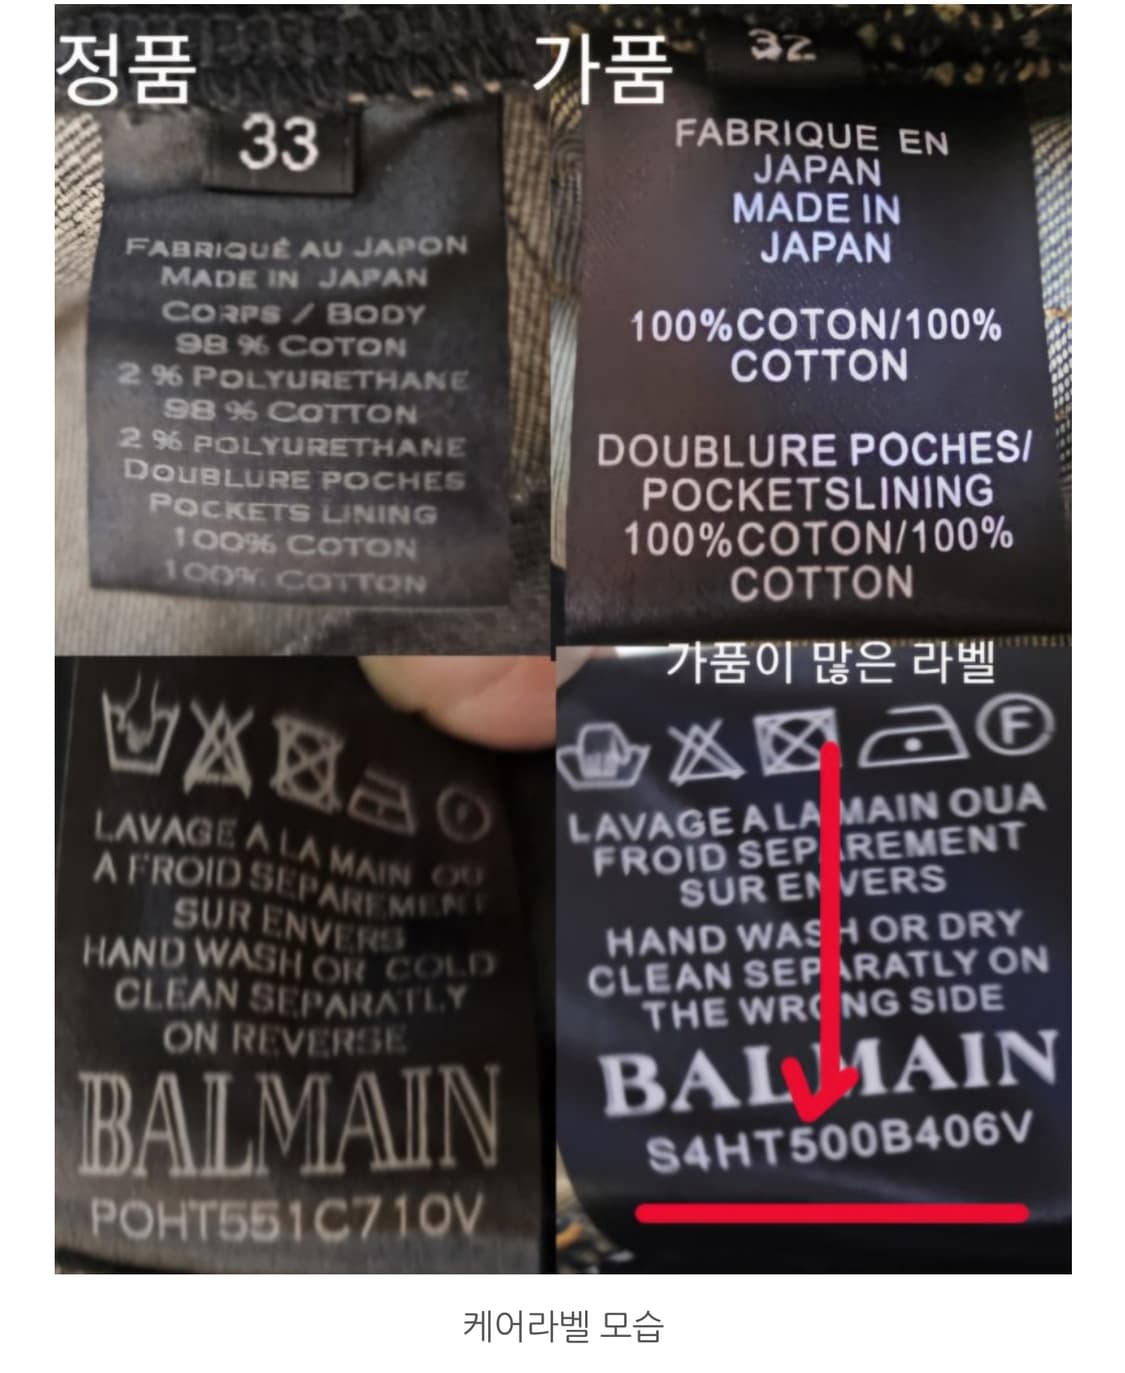 정품
33
FABRIQUÉ AU JAPON
MADE IN JAPAN
CORPS / BODY
98 % COTON
2 % POLYURETHANE
98 % COTTON
2 % POLYURETHANE
DOUBLURE POCHES
POCKETS LINING
100% COTON
100% COTTON
가품
32
FABRIQUE EN
JAPAN
MADE IN
JAPAN
100%COTON/100%
COTTON
DOUBLURE POCHES/
POCKETSLINING
100%COTON/100%
COTTON
LAVAGE A LA MAIN OU
A FROID SEPAREMENT
SUR ENVERS
HAND WASH OR COLD
CLEAN SEPARATLY
ON REVERSE
BALMAIN
POHT551C710V
가품이 많은 라벨
F
LAVAGE A LA MAIN OUA
FROID SEPAREMENT
SUR ENVERS
HAND WASH OR DRY
CLEAN SEPARATLY ON
THE WRONG SIDE
BALMAIN
S4HT500B406V
케어라벨 모습